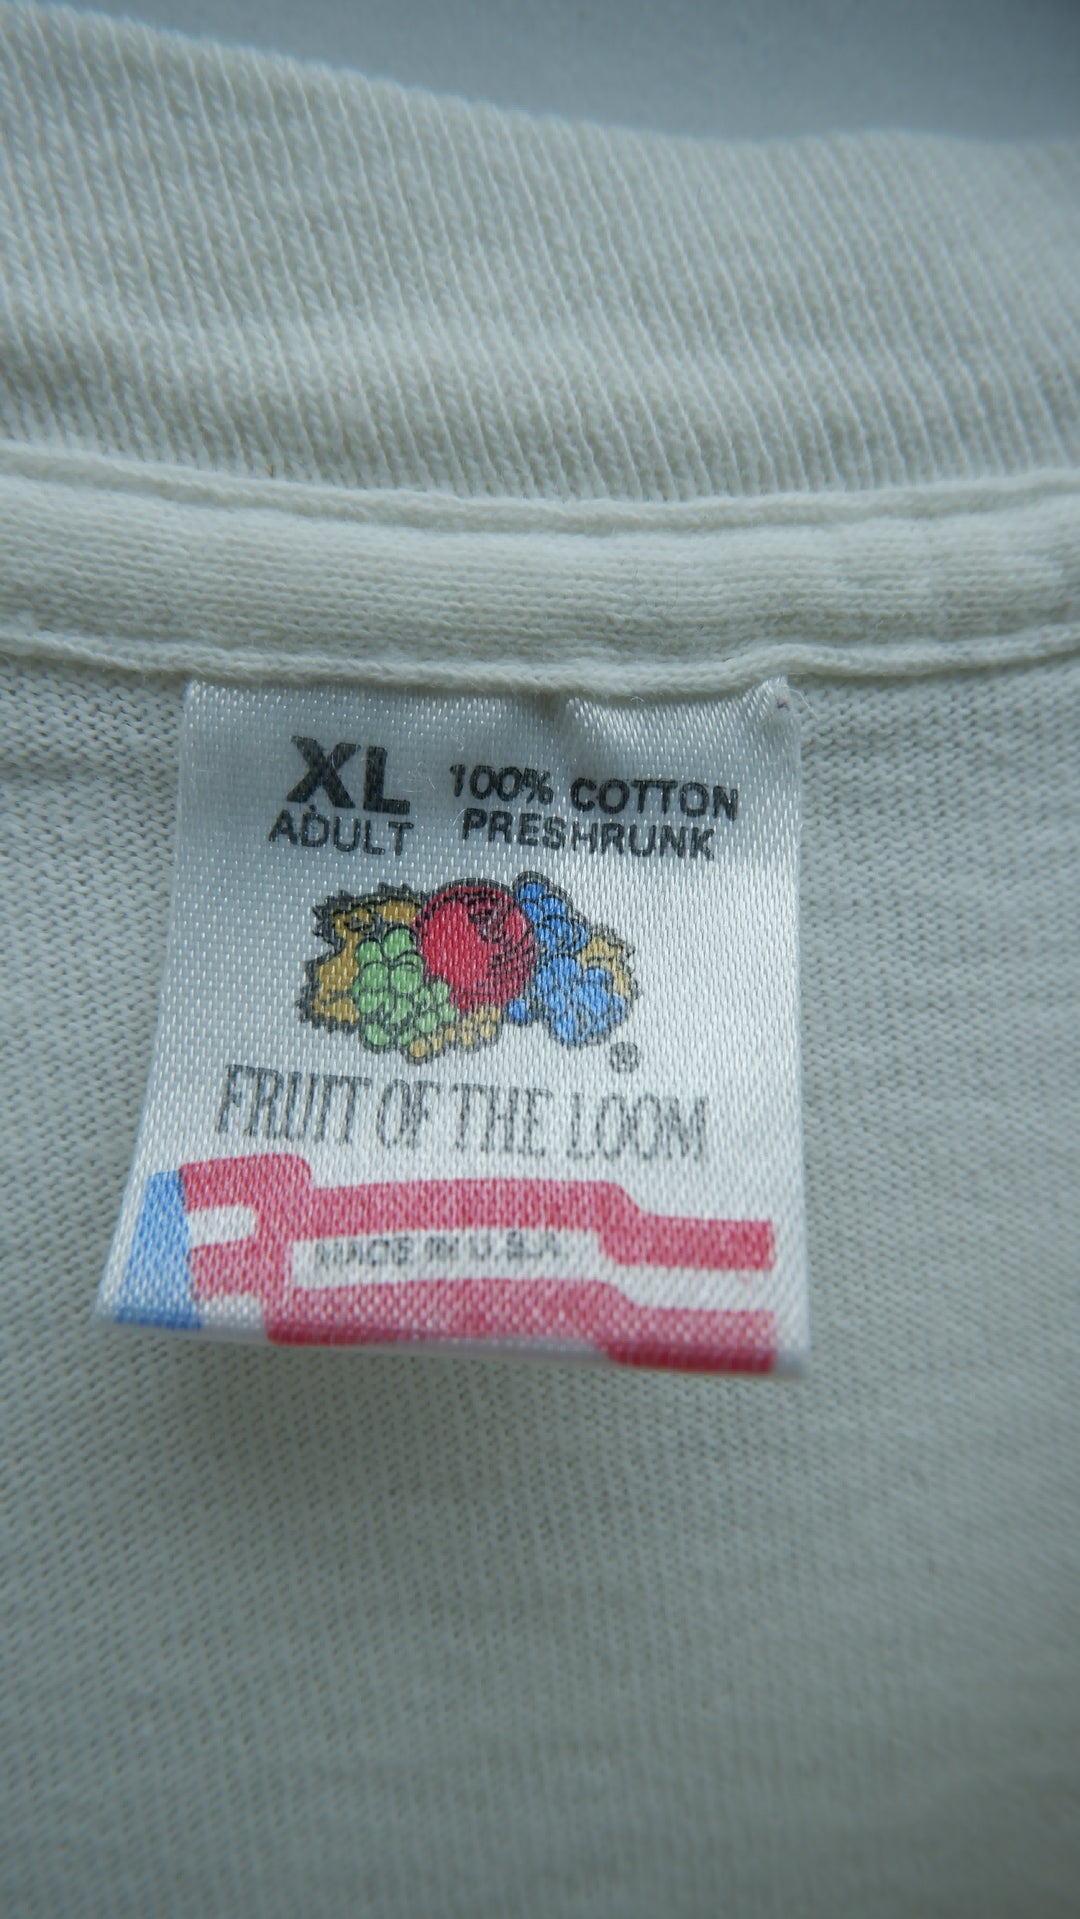 XL
ADULT
100% COTTON
PRESHRUNK
®
FRUIT OF THE LOOM
MADE IN U.S.A.